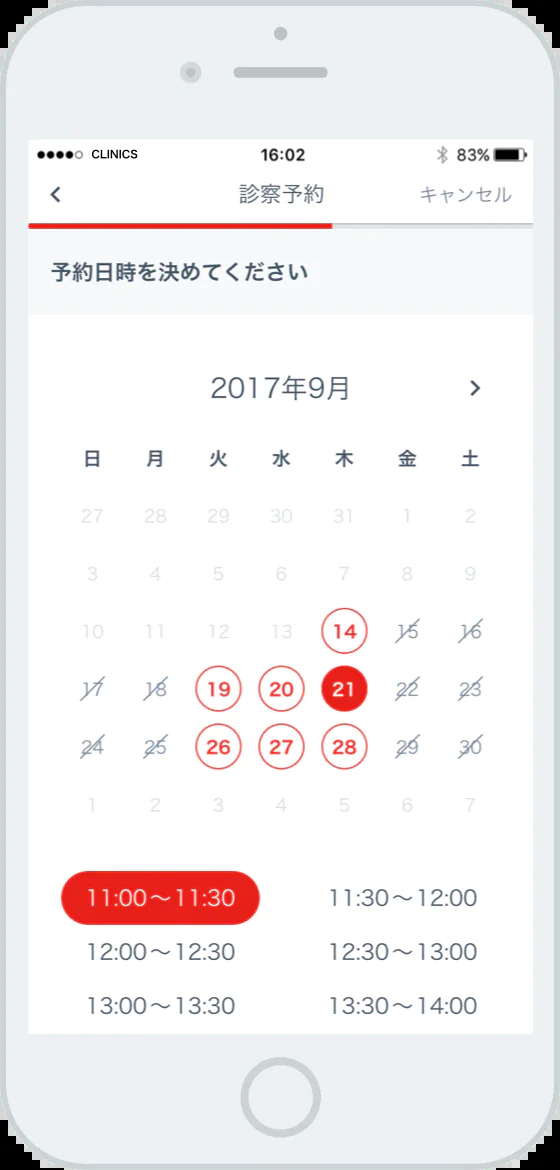 CLINICS 16:02 83%
診察予約 キャンセル
予約日時を決めてください
2017年9月
日 月 火 水 木 金 土
27 28 29 30 31 1 2
3 4 5 6 7 8 9
10 11 12 13 14 15 16
17 18 19 20 21 22 23
24 25 26 27 28 29 30
1 2 3 4 5 6 7
11:00〜11:30 11:30〜12:00
12:00〜12:30 12:30〜13:00
13:00〜13:30 13:30〜14:00